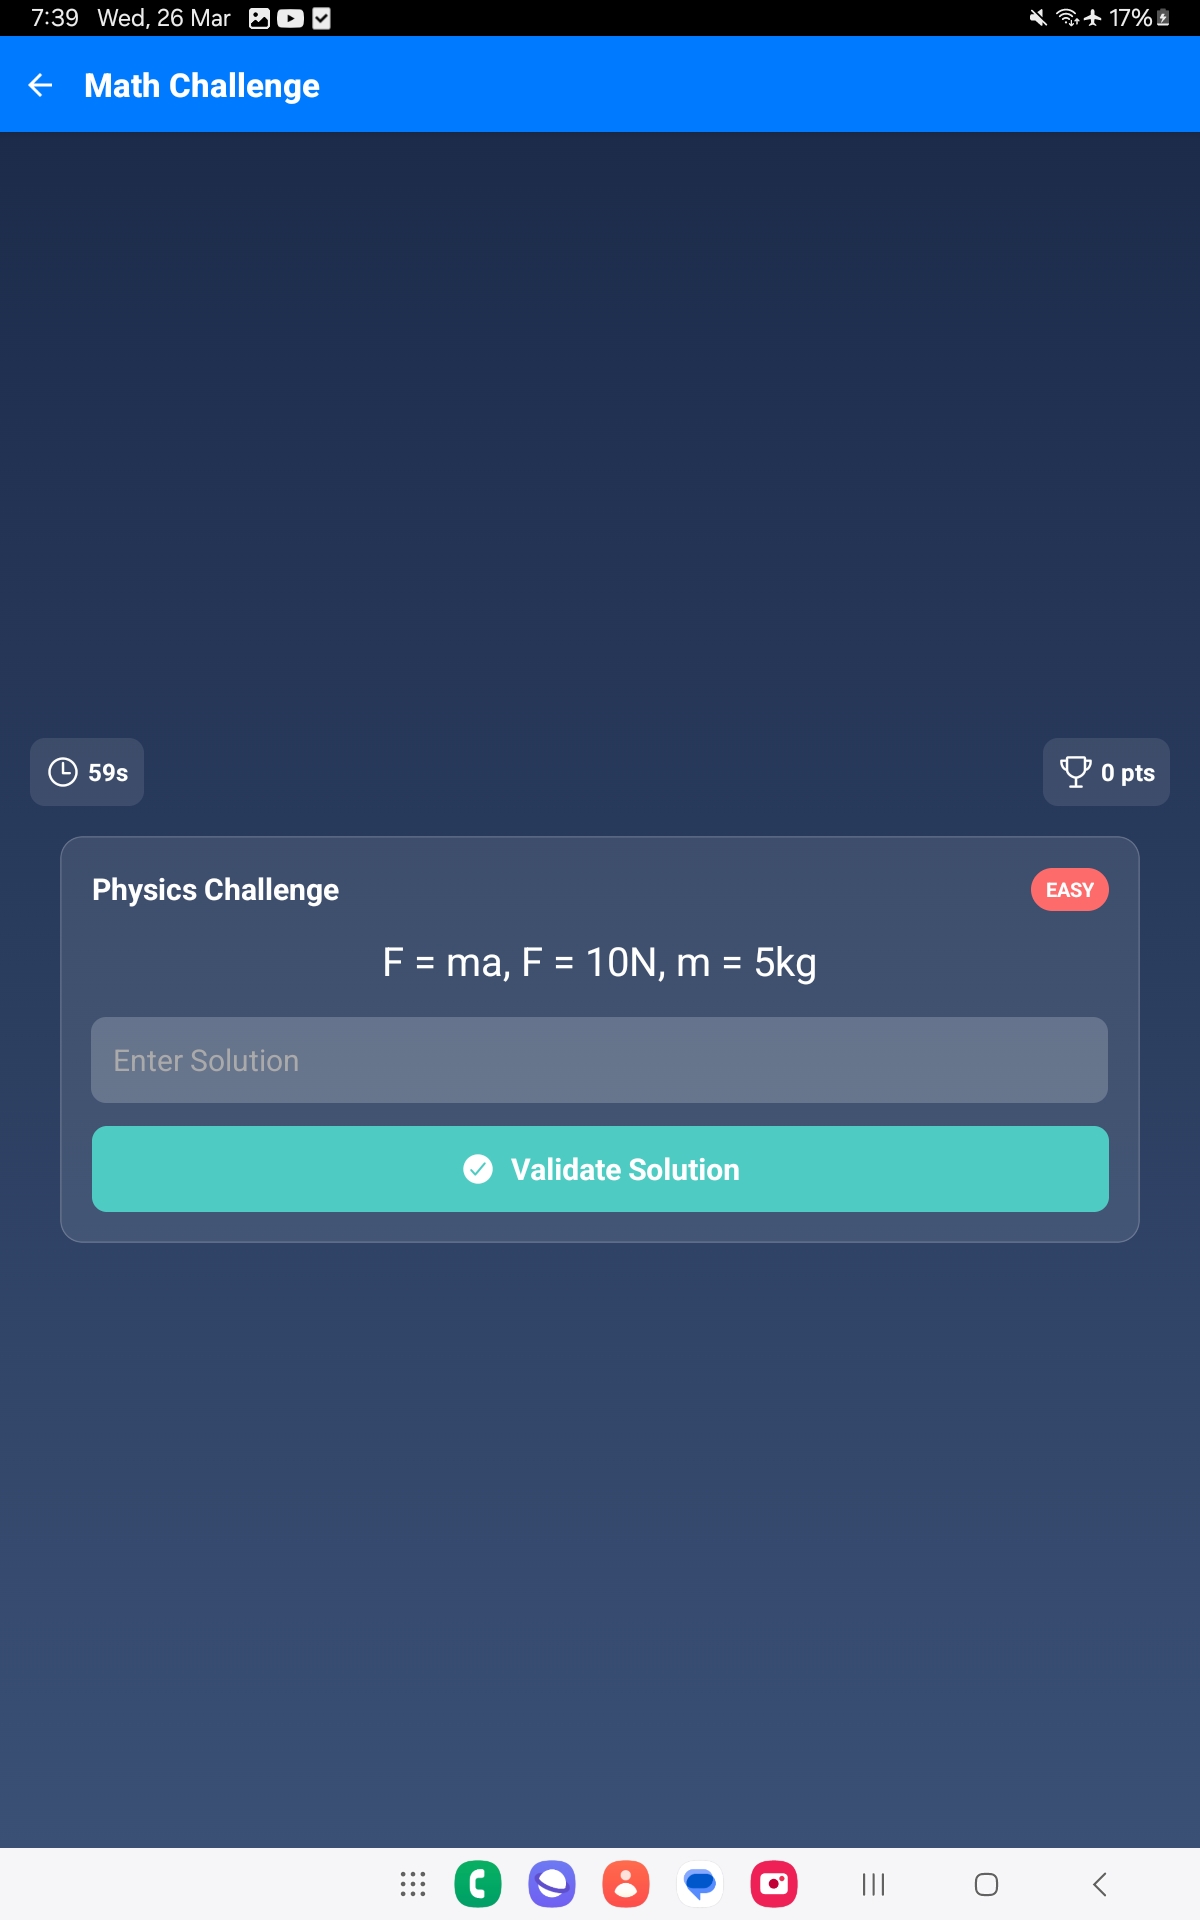 7:39 Wed, 26 Mar 17%
Math Challenge
59s
0 pts
Physics Challenge
EASY
F = ma, F = 10N, m = 5kg
Enter Solution
Validate Solution